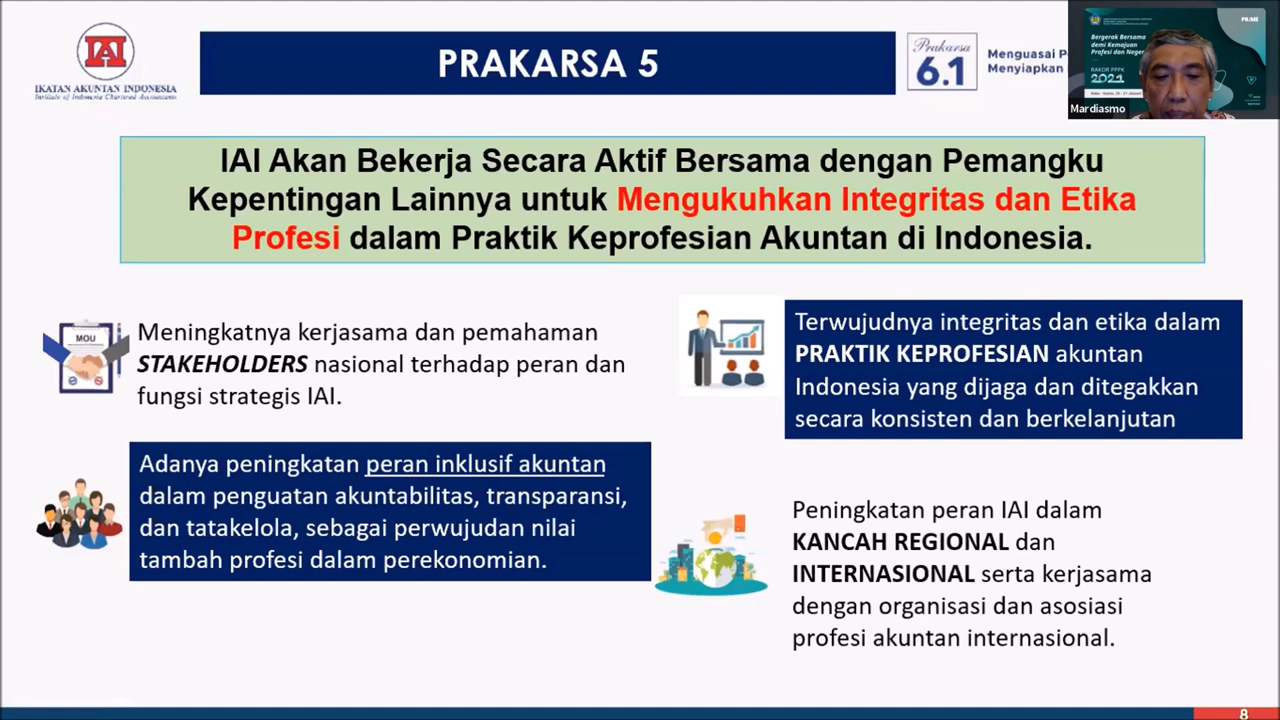 IAI
IKATAN AKUNTAN INDONESIA
Institute of Indonesia Chartered Accountants
PRAKARSA 5
Prakarsa
6.1
Menguasai
Menyiapkan
PRIME
Bergerak Bersama
demi Kemajuan
Profesi dan
RAKOR PPPK
2021
Mardiasmo
IAI Akan Bekerja Secara Aktif Bersama dengan Pemangku
Kepentingan Lainnya untuk Mengukuhkan Integritas dan Etika
Profesi dalam Praktik Keprofesian Akuntan di Indonesia.
MOU
Meningkatnya kerjasama dan pemahaman
STAKEHOLDERS nasional terhadap peran dan
fungsi strategis IAI.
Adanya peningkatan peran inklusif akuntan
dalam penguatan akuntabilitas, transparansi,
dan tatakelola, sebagai perwujudan nilai
tambah profesi dalam perekonomian.
Terwujudnya integritas dan etika dalam
PRAKTIK KEPROFESIAN akuntan
Indonesia yang dijaga dan ditegakkan
secara konsisten dan berkelanjutan
Peningkatan peran IAI dalam
KANCAH REGIONAL dan
INTERNASIONAL serta kerjasama
dengan organisasi dan asosiasi
profesi akuntan internasional.
8